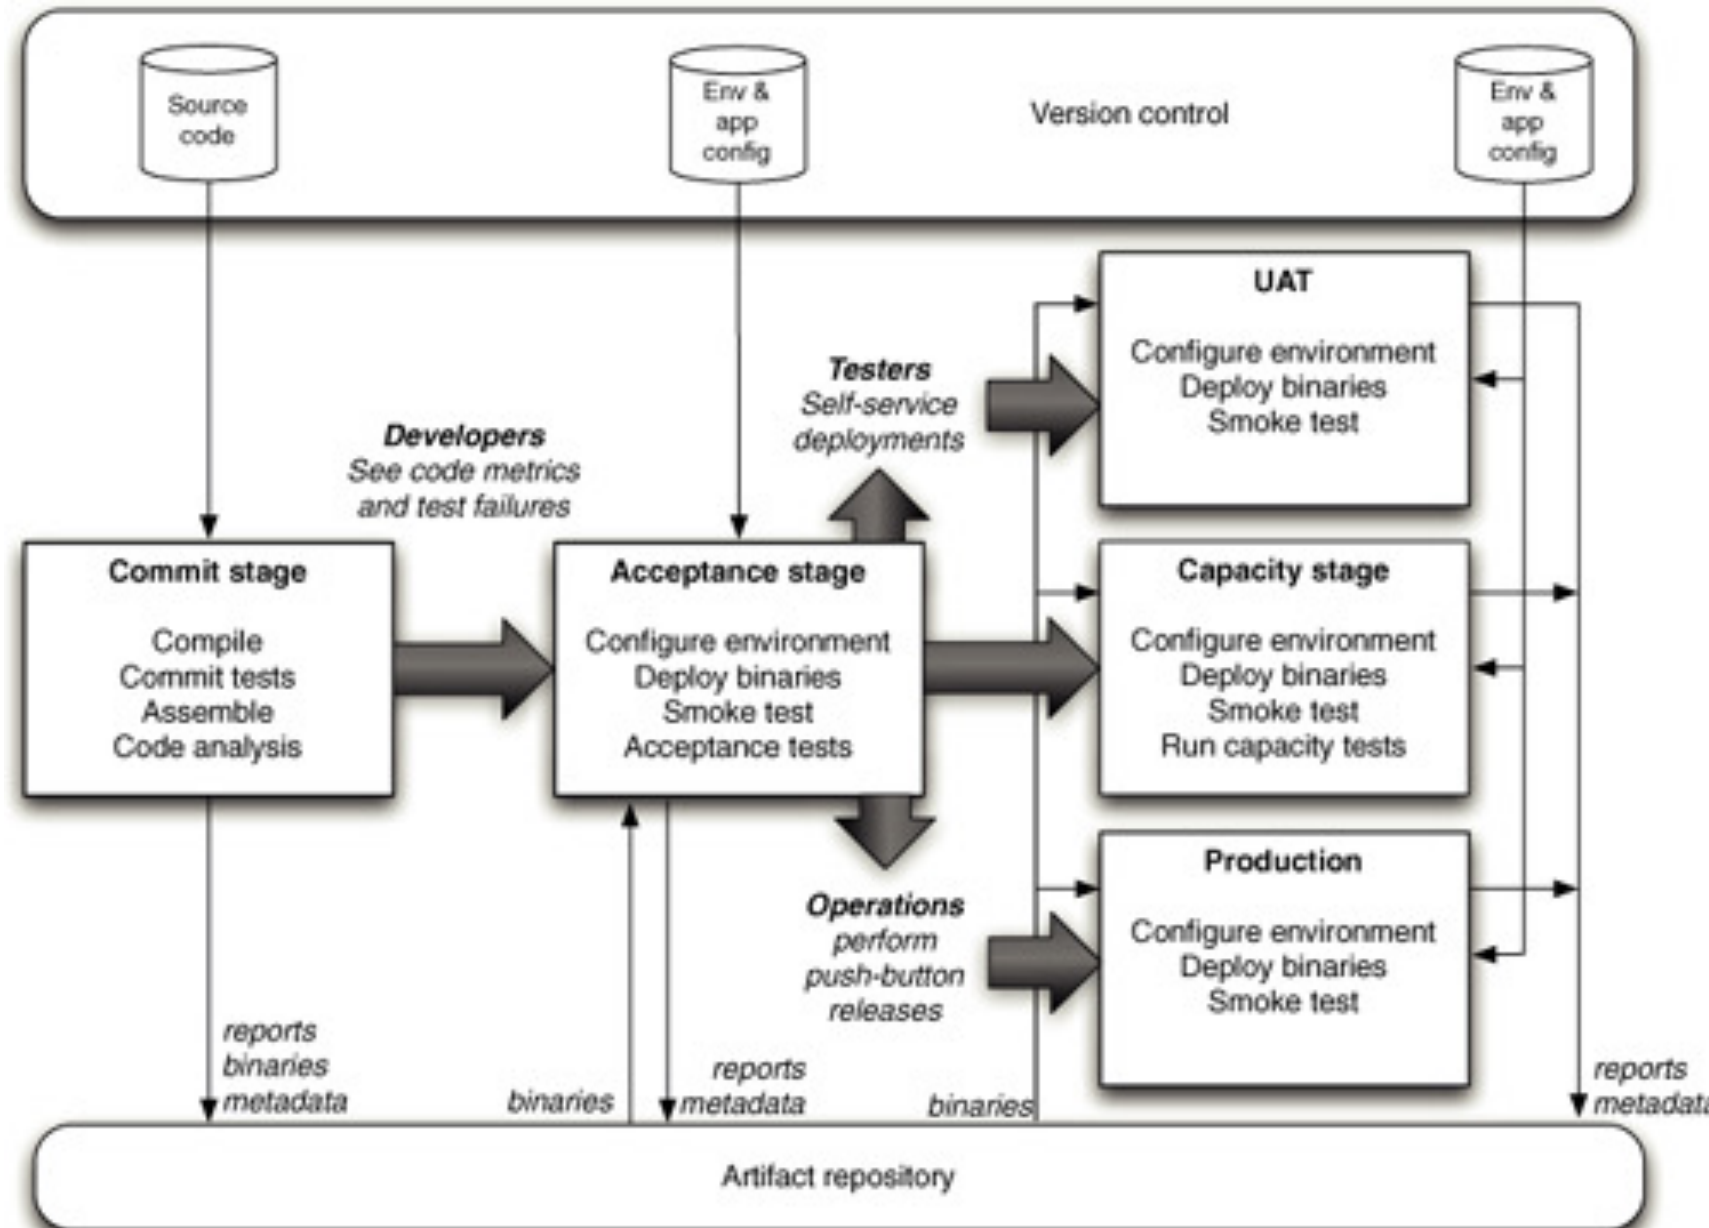 Source
code
Env &
app
config
Version control
Env &
app
config
UAT
Configure environment
Deploy binaries
Smoke test
Testers
Self-service
deployments
Developers
See code metrics
and test failures
Commit stage
Compile
Commit tests
Assemble
Code analysis
Acceptance stage
Configure environment
Deploy binaries
Smoke test
Acceptance tests
Capacity stage
Configure environment
Deploy binaries
Smoke test
Run capacity tests
Operations
perform
push-button
releases
Production
Configure environment
Deploy binaries
Smoke test
reports
binaries
metadata
binaries
reports
metadata
binaries
reports
metadata
Artifact repository